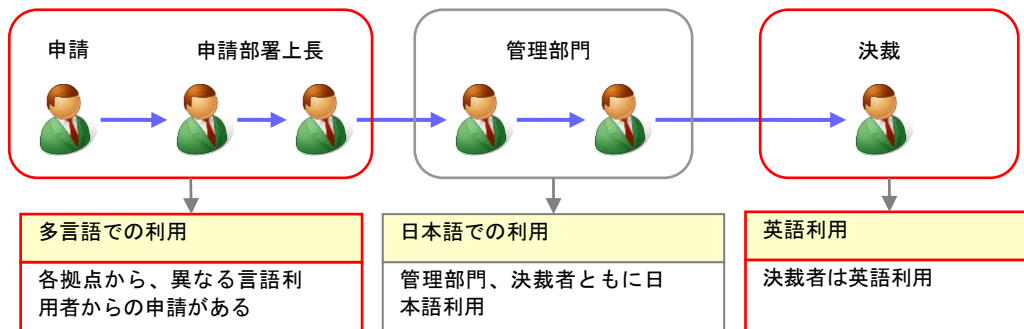 申請
申請部署上長
管理部門
決裁
多言語での利用
各拠点から、異なる言語利
用者からの申請がある
日本語での利用
管理部門、決裁者ともに日
本語利用
英語利用
決裁者は英語利用